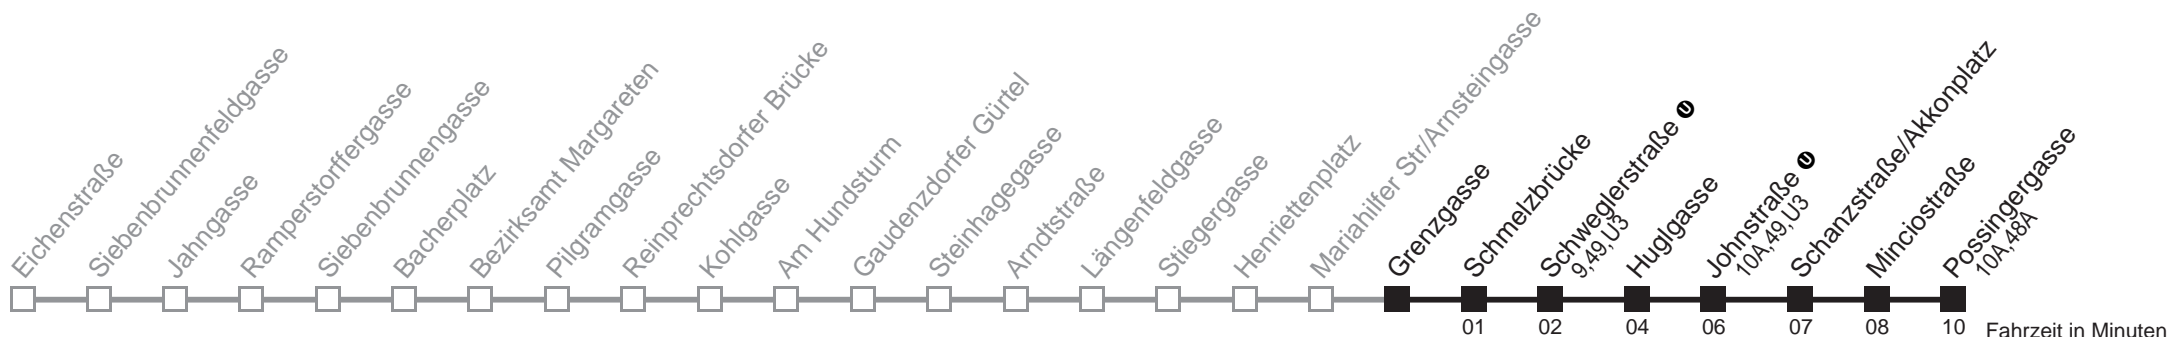 Eichenstraße
Siebenbrunnenfeldgasse
Jahngasse
Ramperstorffergasse
Siebenbrunnengasse
Bacherplatz
Bezirksamt Margareten
Pilgramgasse
Reinprechtsdorfer Brücke
Kohlgasse
Am Hundsturm
Gaudenzdorfer Gürtel
Steinhagegasse
Arndtstraße
Längenfeldgasse
Stiegergasse
Henriettenplatz
Mariahilfer Str/Arnsteingasse
Grenzgasse
Schmelzbrücke
Schweglerstraße U
9,49,U3
Huglgasse
Johnstraße U
10A,49,U3
Schanzstraße/Akkonplatz
Minciostraße
Possingergasse
10A,48A
01 02 04 06 07 08 10 Fahrzeit in Minuten